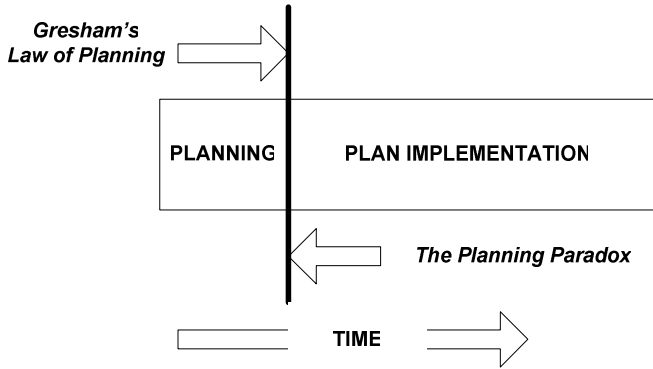 Gresham's
Law of Planning
PLANNING
PLAN IMPLEMENTATION
The Planning Paradox
TIME